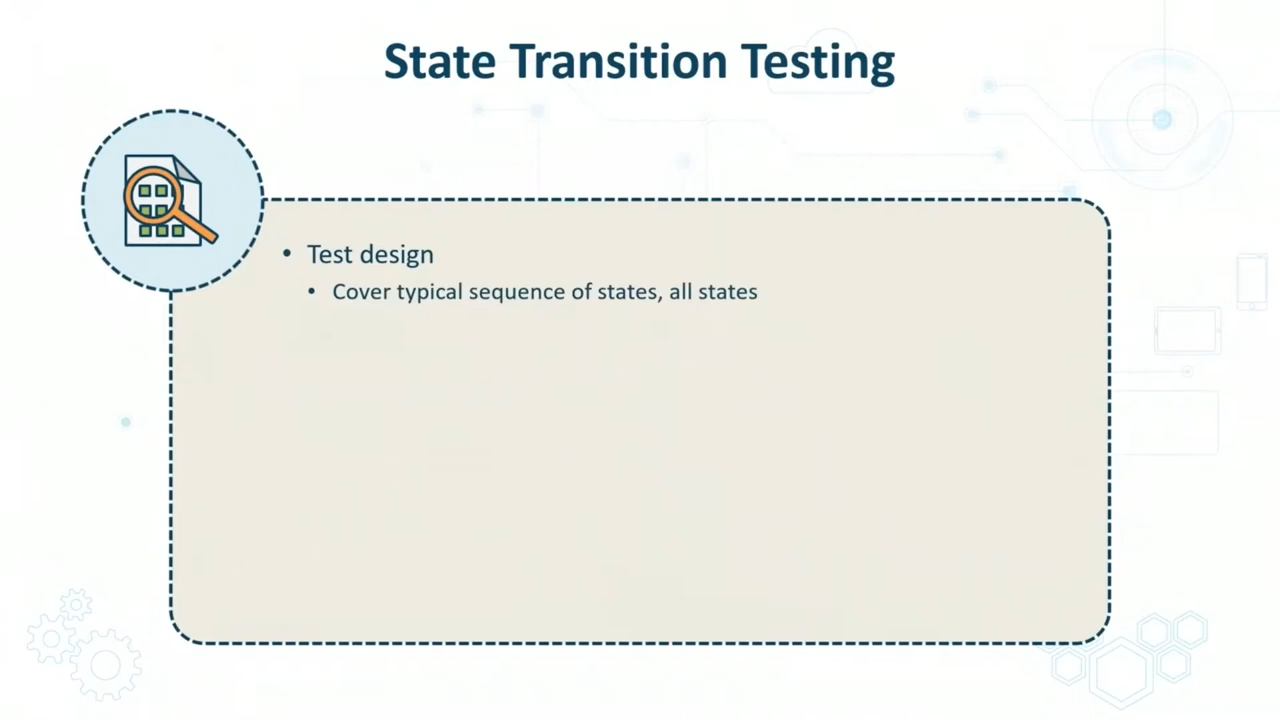 State Transition Testing
• Test design
• Cover typical sequence of states, all states